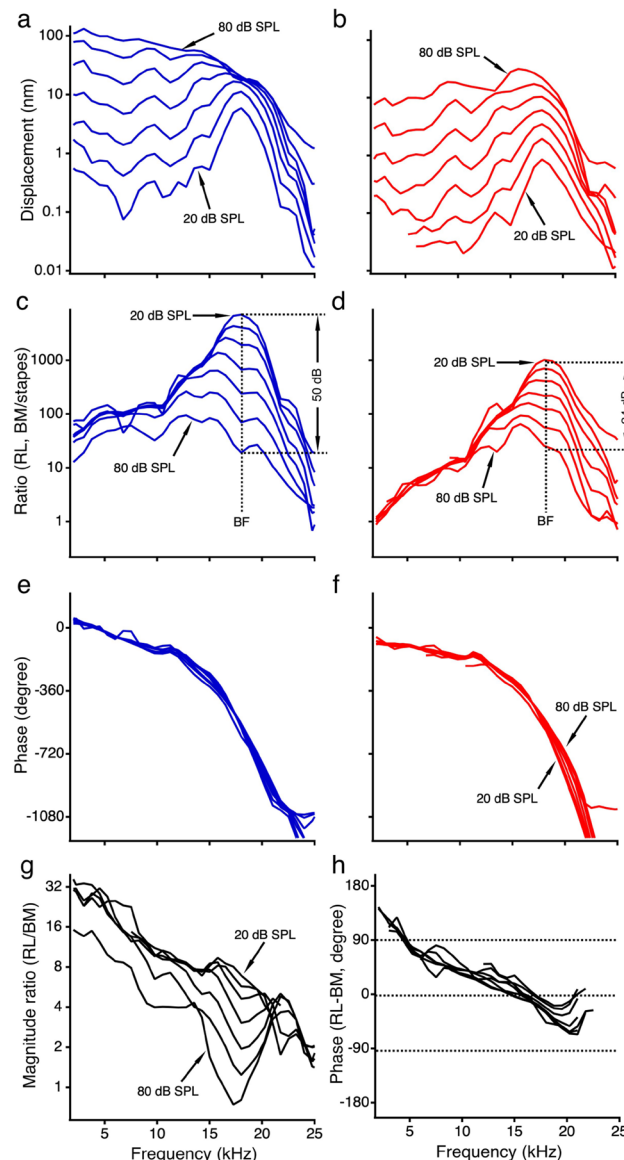 a
b
100
10
1
0.1
0.01
Displacement (nm)
80 dB SPL
20 dB SPL
80 dB SPL
20 dB SPL
c
d
1000
100
10
1
Ratio (RL, BM/stapes)
20 dB SPL
80 dB SPL
50 dB
BF
20 dB SPL
80 dB SPL
BF
e
f
0
-360
-720
-1080
Phase (degree)
80 dB SPL
20 dB SPL
g
h
32
16
8
4
2
1
Magnitude ratio (RL/BM)
20 dB SPL
80 dB SPL
180
90
0
-90
-180
Phase (RL-BM, degree)
5
10
15
20
25
Frequency (kHz)
5
10
15
20
25
Frequency (kHz)